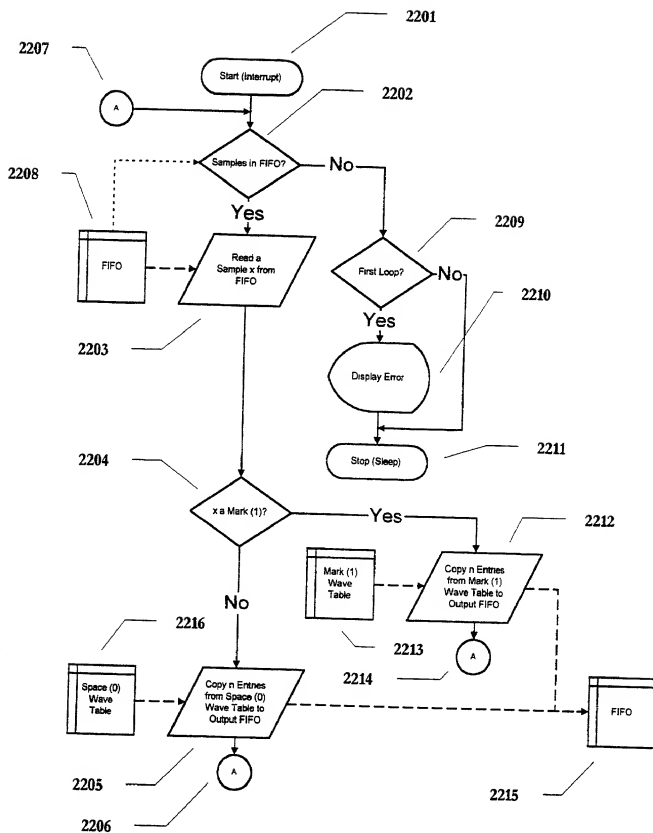 2201
2207
Start (Interrupt)
2202
A
Samples in FIFO?
No
2208
Yes
2209
FIFO
Read a
Sample x from
FIFO
First Loop?
No
2210
Yes
2203
Display Error
2211
2204
Stop (Sleep)
x a Mark (1)?
Yes
2212
Mark (1)
Wave
Table
Copy n Entries
from Mark (1)
Wave Table to
Output FIFO
No
2216
2213
A
2214
Space (0)
Wave
Table
Copy n Entries
from Space (0)
Wave Table to
Output FIFO
FIFO
2205
A
2215
2206